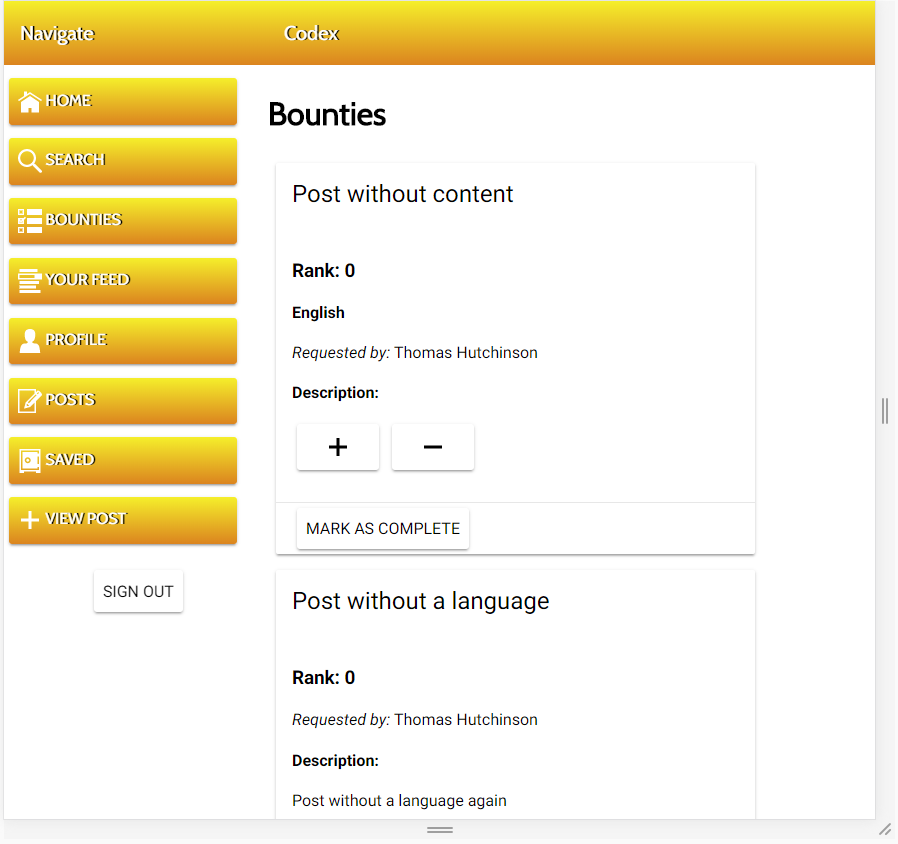 Navigate
Codex
HOME
SEARCH
BOUNTIES
YOUR FEED
PROFILE
POSTS
SAVED
VIEW POST
SIGN OUT
Bounties
Post without content
Rank: 0
English
Requested by: Thomas Hutchinson
Description:
MARK AS COMPLETE
Post without a language
Rank: 0
Requested by: Thomas Hutchinson
Description:
Post without a language again